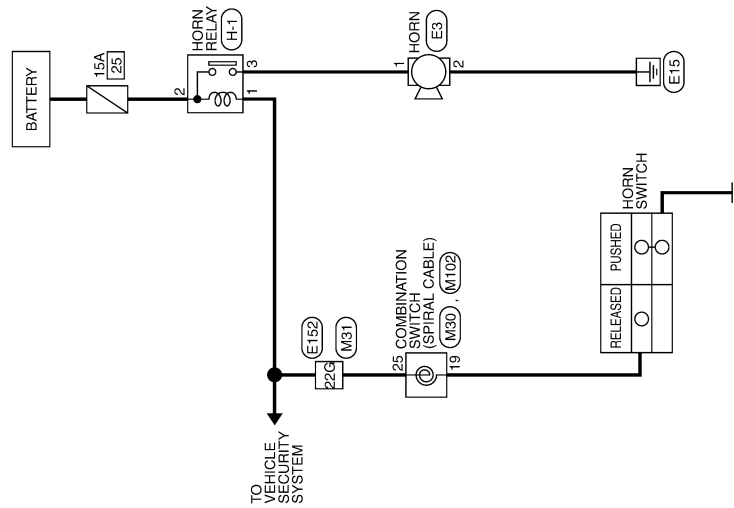 BATTERY
15A
25
2
HORN
RELAY
H-1
3
1
1
HORN
E3
2
E15
TO
VEHICLE
SECURITY
SYSTEM
E152
22G
M31
25
COMBINATION
SWITCH
(SPIRAL CABLE)
M30 , M102
19
HORN
SWITCH
RELEASED
PUSHED